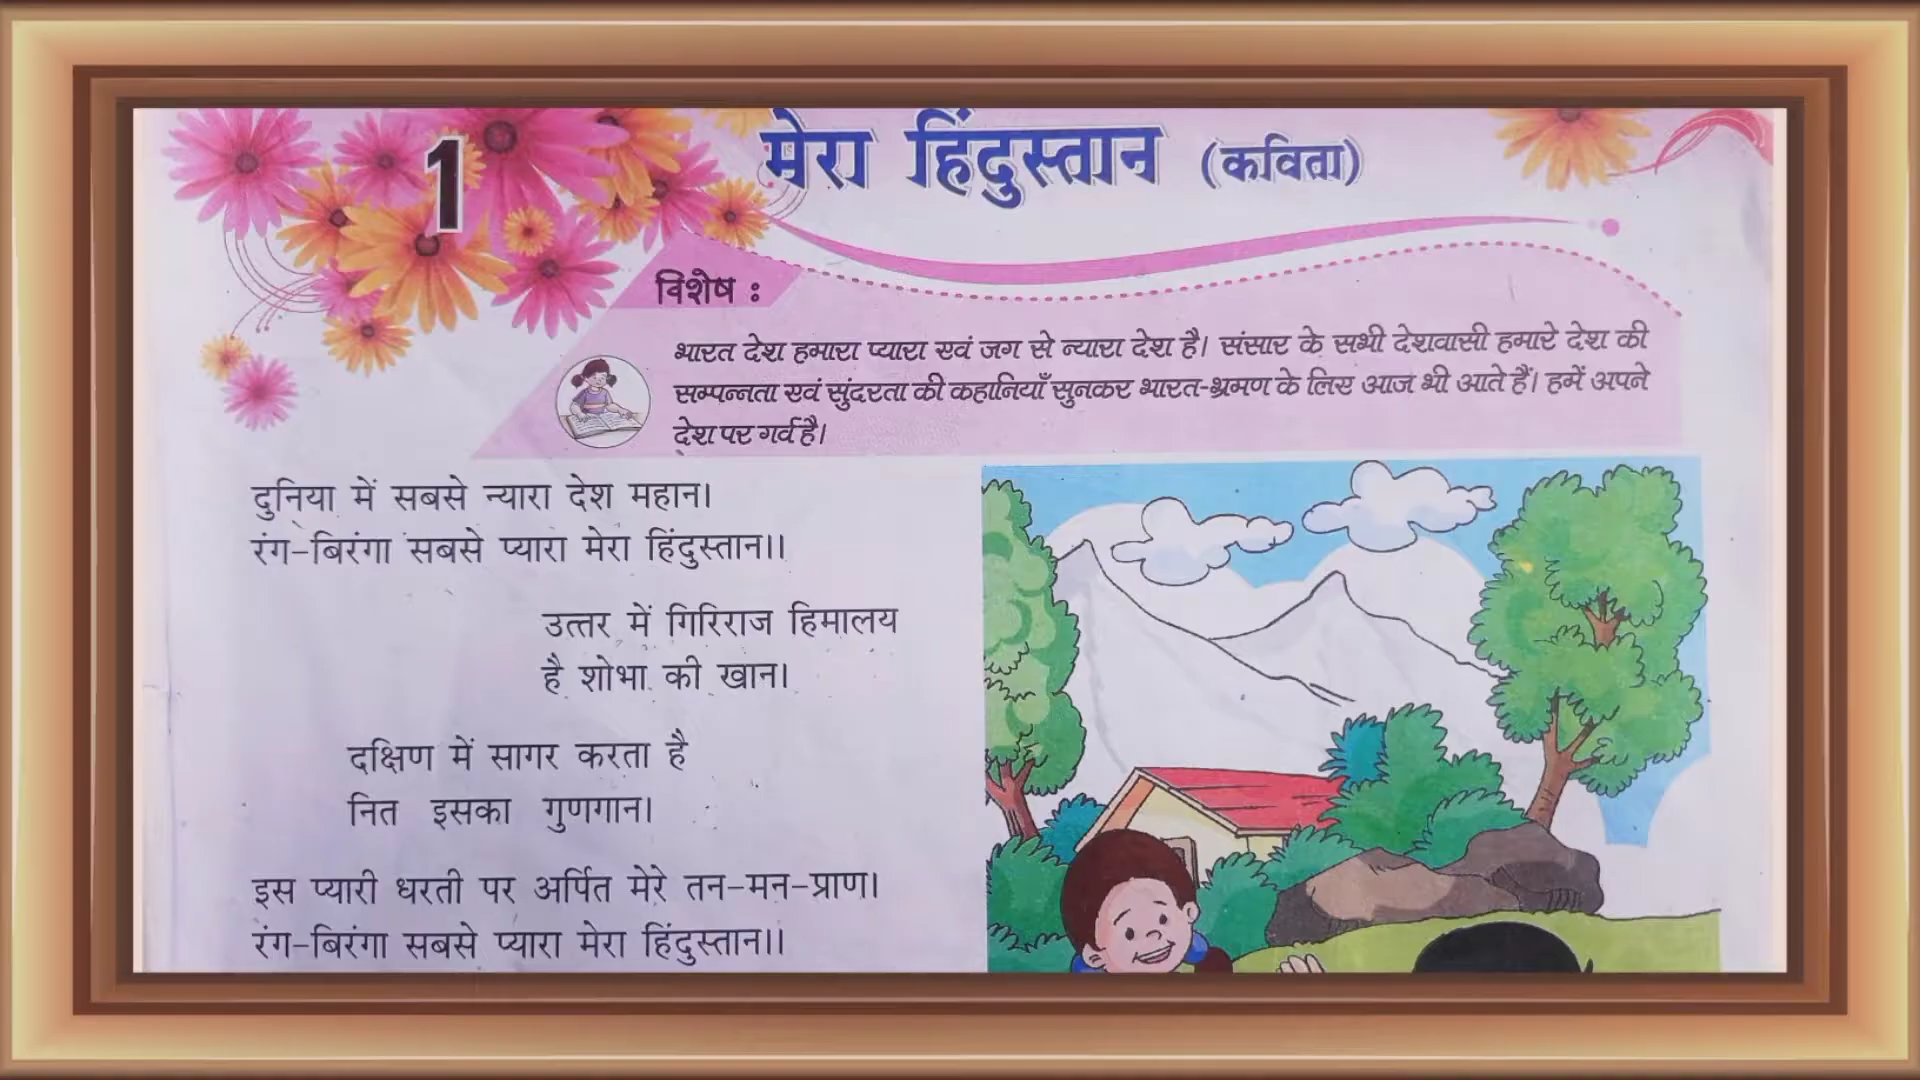 1
मेरा हिंदुस्तान (कविता)
विशेष :
भारत देश हमारा प्यारा एवं जग से न्यारा देश है। संसार के सभी देशवासी हमारे देश की
सम्पन्नता एवं सुंदरता की कहानियाँ सुनकर भारत-भ्रमण के लिए आज भी आते हैं। हमें अपने
देश पर गर्व है।
दुनिया में सबसे न्यारा देश महान।
रंग-बिरंगा सबसे प्यारा मेरा हिंदुस्तान।।
उत्तर में गिरिराज हिमालय
है शोभा की खान।
दक्षिण में सागर करता है
नित इसका गुणगान।
इस प्यारी धरती पर अर्पित मेरे तन-मन-प्राण।
रंग-बिरंगा सबसे प्यारा मेरा हिंदुस्तान।।